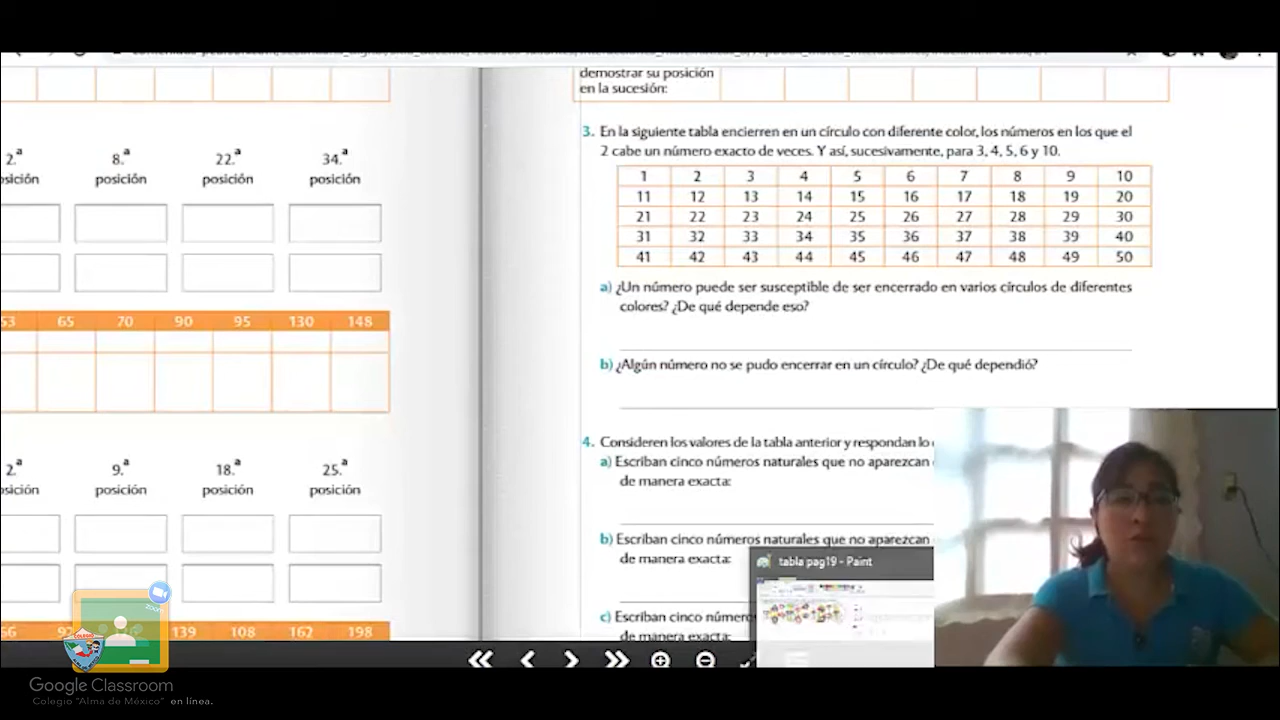 2.ª 8.ª 22.ª 34.ª
posición posición posición
53 65 70 90 95 130 148
2.ª 9.ª 18.ª 25.ª
posición posición posición
139 108 162 198
demostrar su posición
en la sucesión:
3. En la siguiente tabla encierren en un círculo con diferente color, los números en los que el
2 cabe un número exacto de veces. Y así, sucesivamente, para 3, 4, 5, 6 y 10.
1 2 3 4 5 6 7 8 9 10
11 12 13 14 15 16 17 18 19 20
21 22 23 24 25 26 27 28 29 30
31 32 33 34 35 36 37 38 39 40
41 42 43 44 45 46 47 48 49 50
a) ¿Un número puede ser susceptible de ser encerrado en varios círculos de diferentes
colores? ¿De qué depende eso?
b) ¿Algún número no se pudo encerrar en un círculo? ¿De qué dependió?
4. Consideren los valores de la tabla anterior y respondan lo
a) Escriban cinco números naturales que no aparezcan
de manera exacta:
b) Escriban cinco números naturales que no aparezcan
de manera exacta:
c) Escriban cinco número
de manera exacta:
tabla pag19 - Paint
zoom
COLEGIO
Google Classroom
Colegio "Alma de México" en línea.